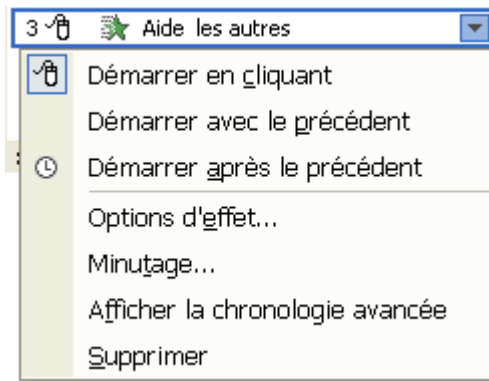 3 Aide les autres
Démarrer en cliquant
Démarrer avec le précédent
Démarrer après le précédent
Options d'effet...
Minutage...
Afficher la chronologie avancée
Supprimer